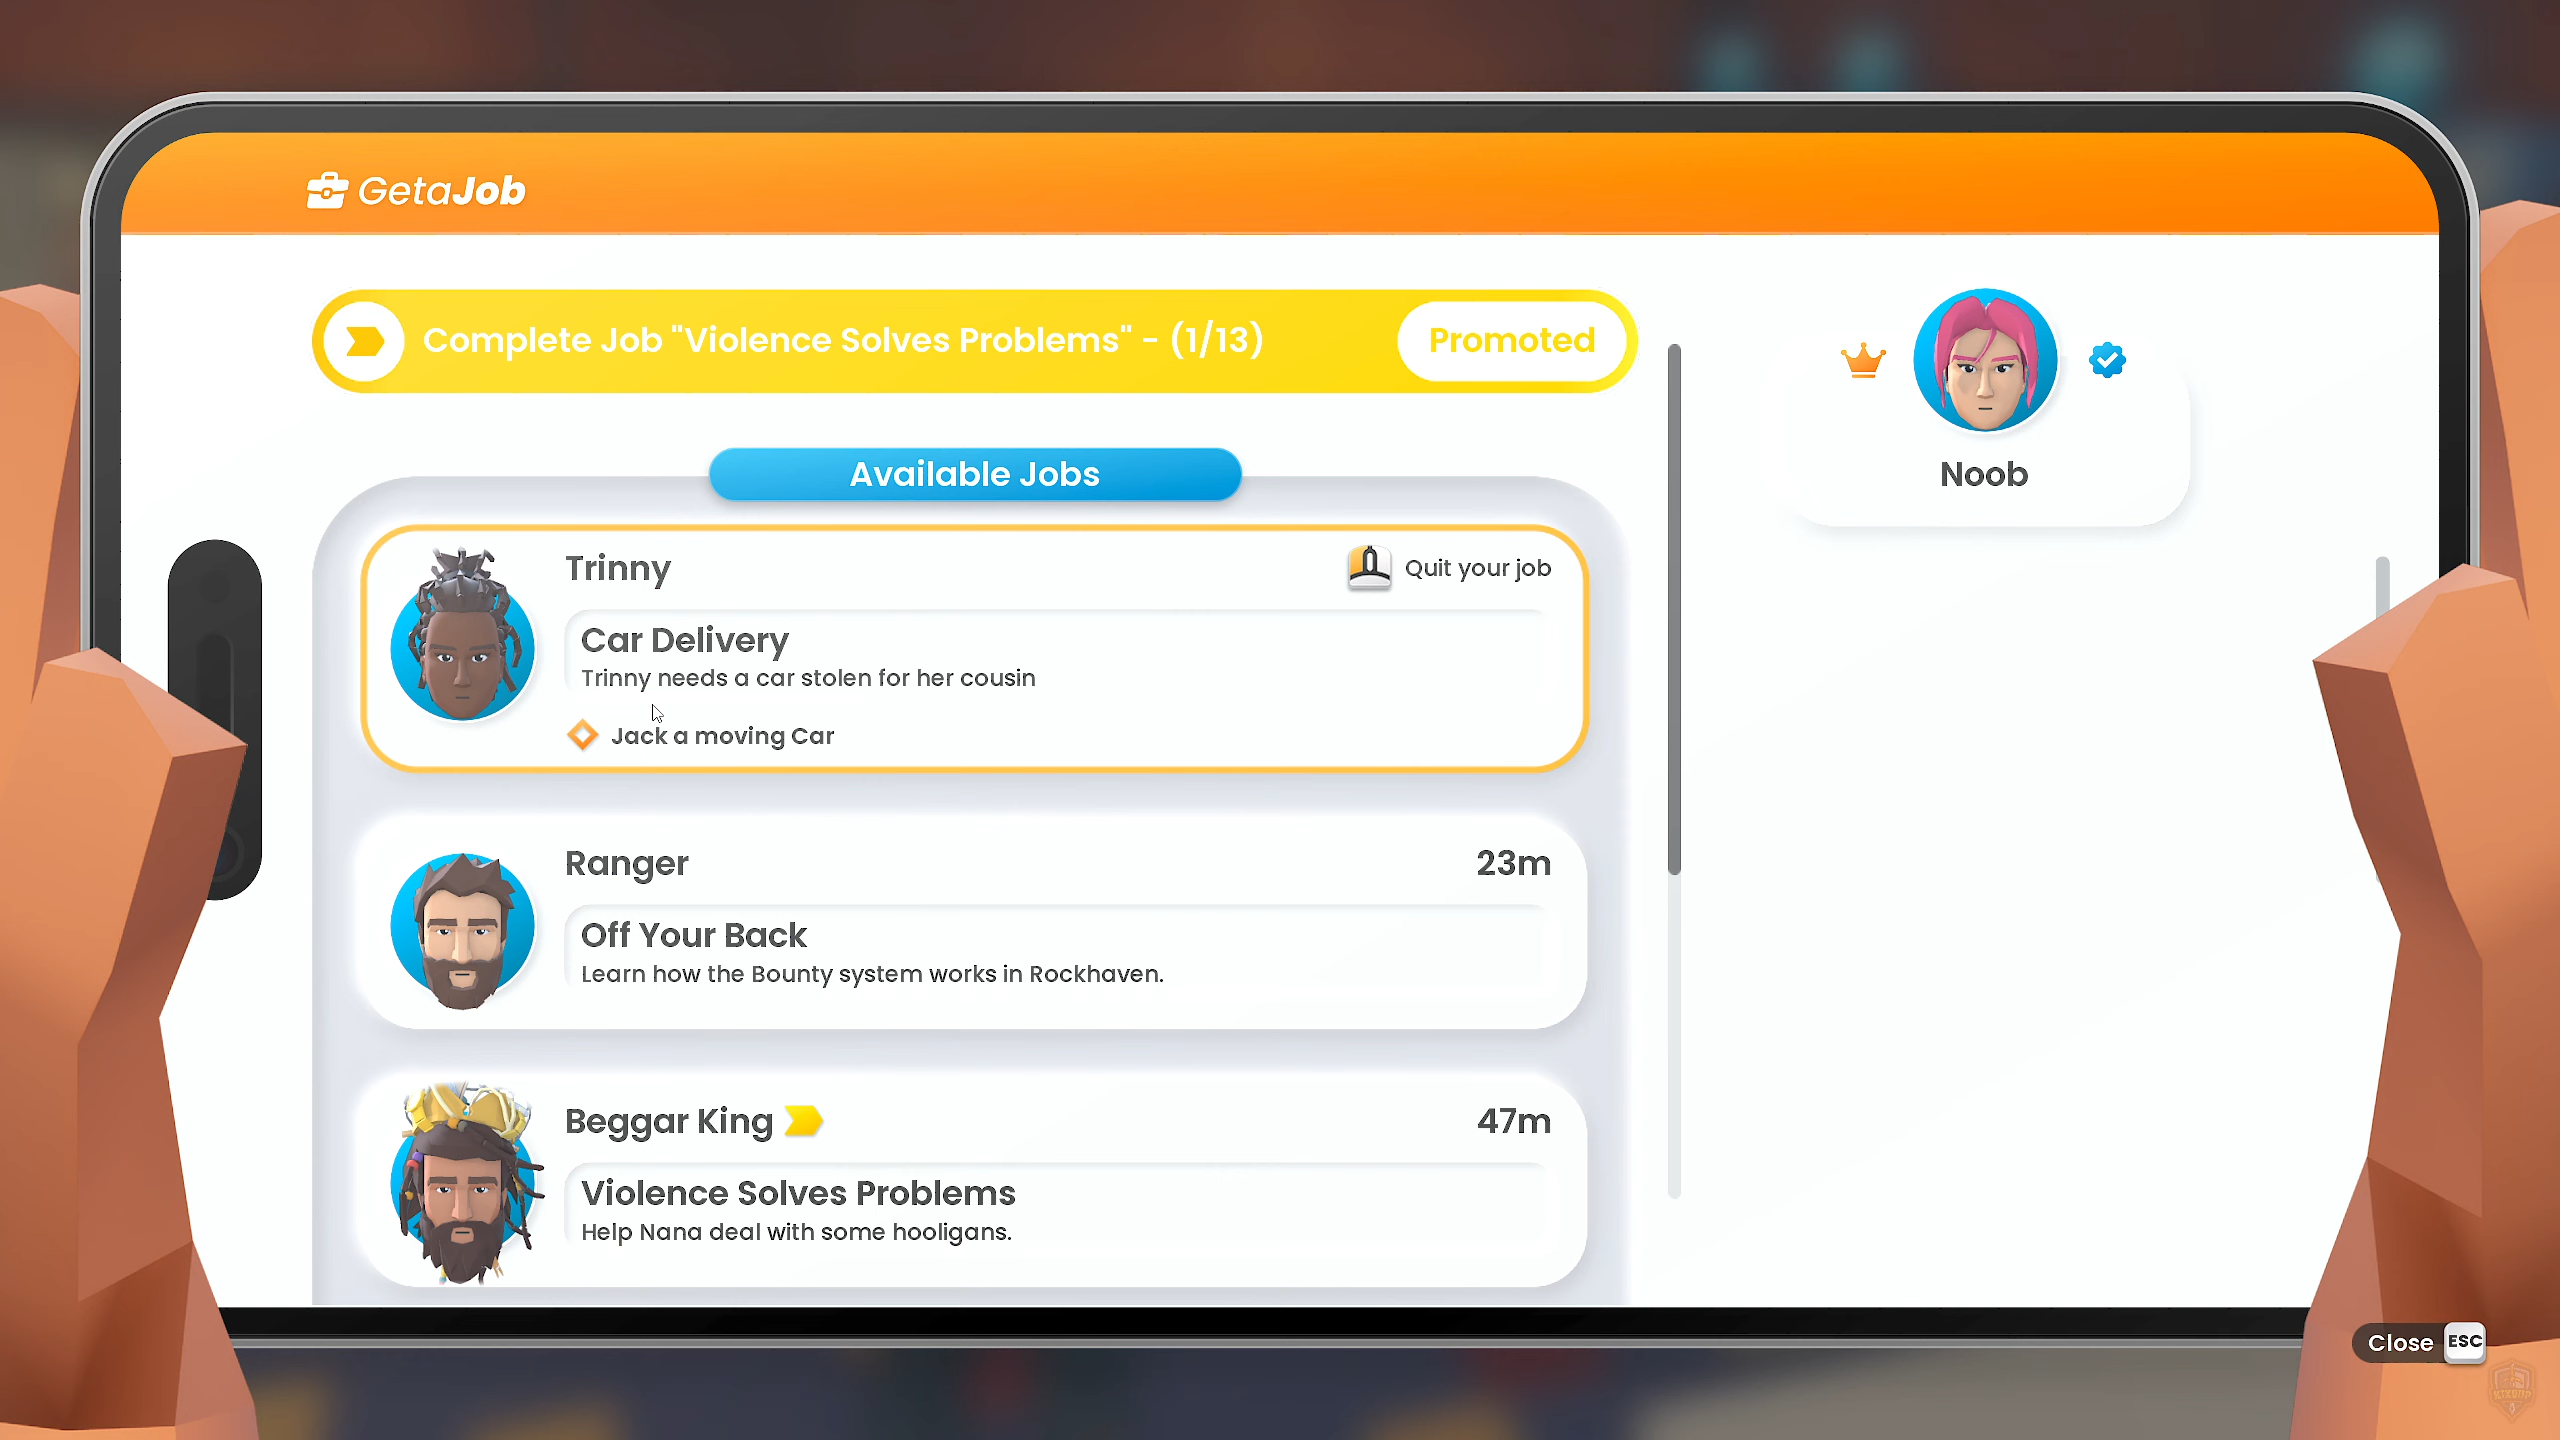 GetaJob
Complete Job "Violence Solves Problems" - (1/13)
Promoted
Available Jobs
Trinny
Quit your job
Car Delivery
Trinny needs a car stolen for her cousin
Jack a moving Car
Ranger
23m
Off Your Back
Learn how the Bounty system works in Rockhaven.
Beggar King
47m
Violence Solves Problems
Help Nana deal with some hooligans.
Noob
Close ESC